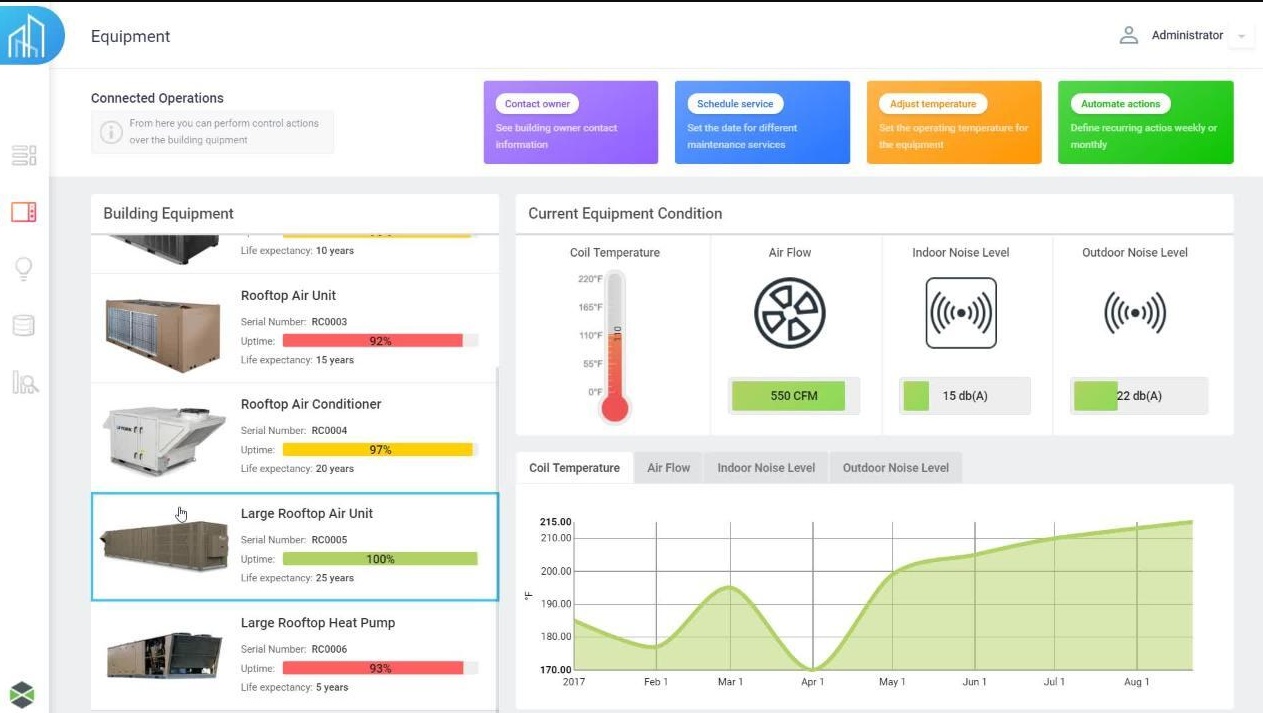 Equipment
Administrator
Connected Operations
From here you can perform control actions
over the building quipment
Contact owner
See building owner contact
information
Schedule service
Set the date for different
maintenance services
Adjust temperature
Set the operating temperature for
the equipment
Automate actions
Define recurring actios weekly or
monthly
Building Equipment
Life expectancy: 10 years
Rooftop Air Unit
Serial Number: RC0003
Uptime: 92%
Life expectancy: 15 years
Rooftop Air Conditioner
Serial Number: RC0004
Uptime: 97%
Life expectancy: 20 years
Large Rooftop Air Unit
Serial Number: RC0005
Uptime: 100%
Life expectancy: 25 years
Large Rooftop Heat Pump
Serial Number: RC0006
Uptime: 93%
Life expectancy: 5 years
Current Equipment Condition
Coil Temperature
220°F
165°F
110°F
55°F
0°F
110
Air Flow
550 CFM
Indoor Noise Level
15 db(A)
Outdoor Noise Level
22 db(A)
Coil Temperature Air Flow Indoor Noise Level Outdoor Noise Level
215.00
210.00
200.00
190.00
180.00
170.00
°F
2017 Feb 1 Mar 1 Apr 1 May 1 Jun 1 Jul 1 Aug 1